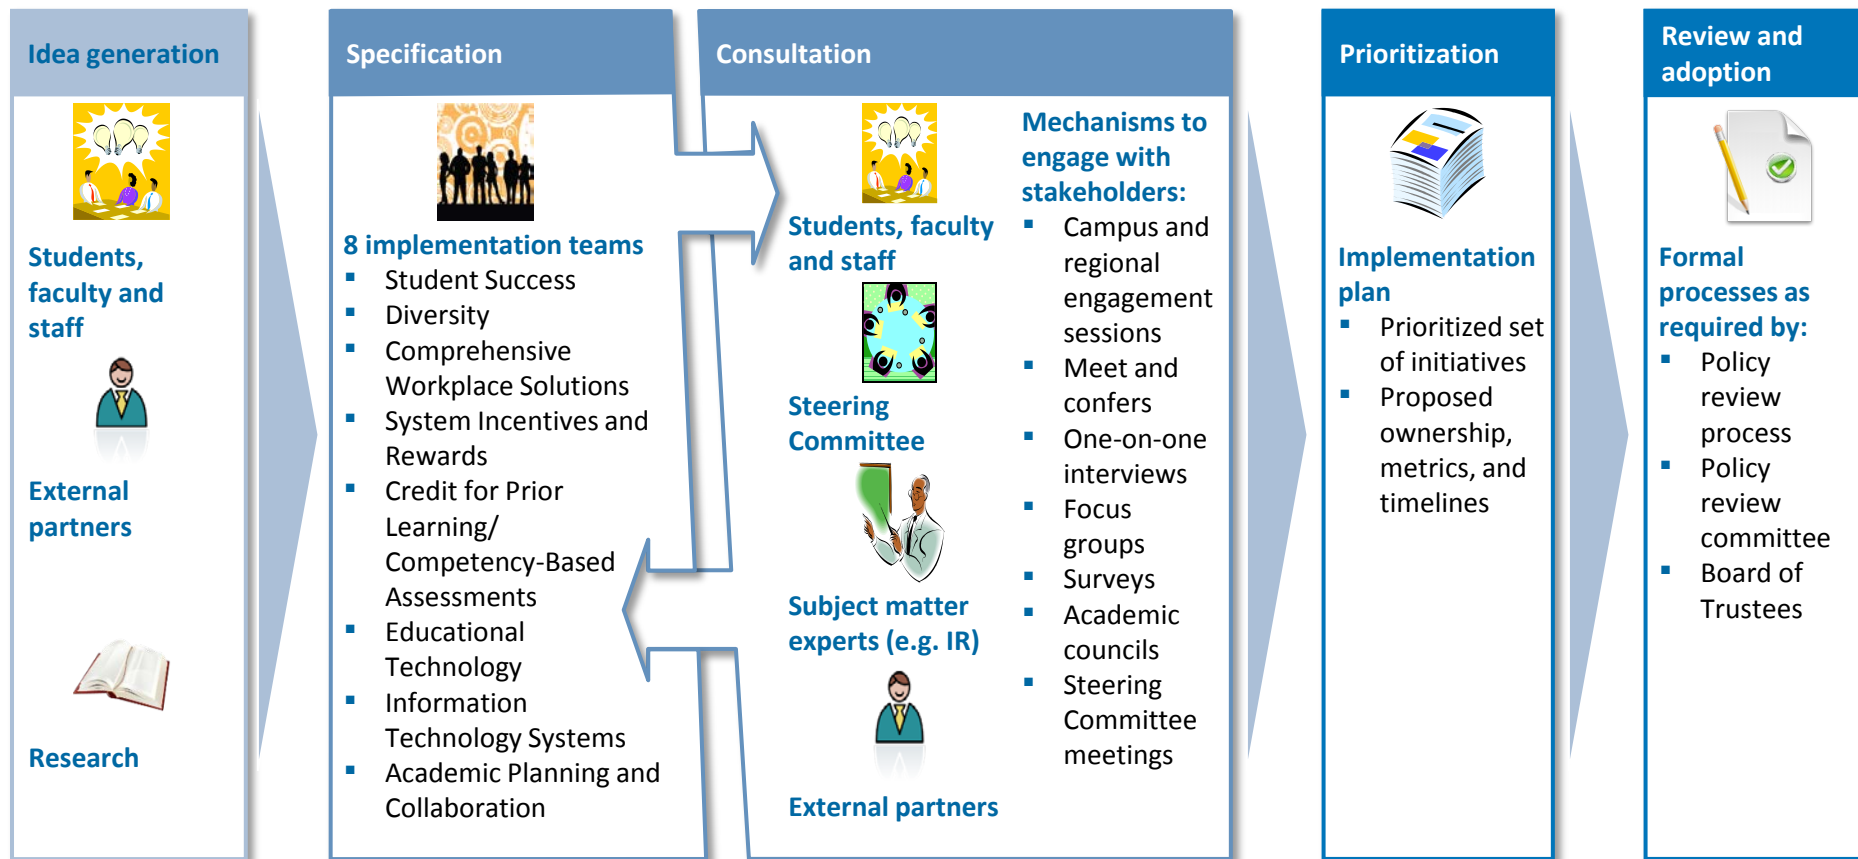 Idea generation
Students,
faculty and
staff
External
partners
Research
Specification
8 implementation teams
▪ Student Success
▪ Diversity
▪ Comprehensive
Workplace Solutions
▪ System Incentives and
Rewards
▪ Credit for Prior
Learning/
Competency-Based
Assessments
▪ Educational
Technology
▪ Information
Technology Systems
▪ Academic Planning and
Collaboration
Consultation
Students, faculty
and staff
Steering
Committee
Subject matter
experts (e.g. IR)
External partners
Mechanisms to
engage with
stakeholders:
▪ Campus and
regional
engagement
sessions
▪ Meet and
confers
▪ One-on-one
interviews
▪ Focus
groups
▪ Surveys
▪ Academic
councils
▪ Steering
Committee
meetings
Prioritization
Implementation
plan
▪ Prioritized set
of initiatives
▪ Proposed
ownership,
metrics, and
timelines
Review and
adoption
Formal
processes as
required by:
▪ Policy
review
process
▪ Policy
review
committee
▪ Board of
Trustees